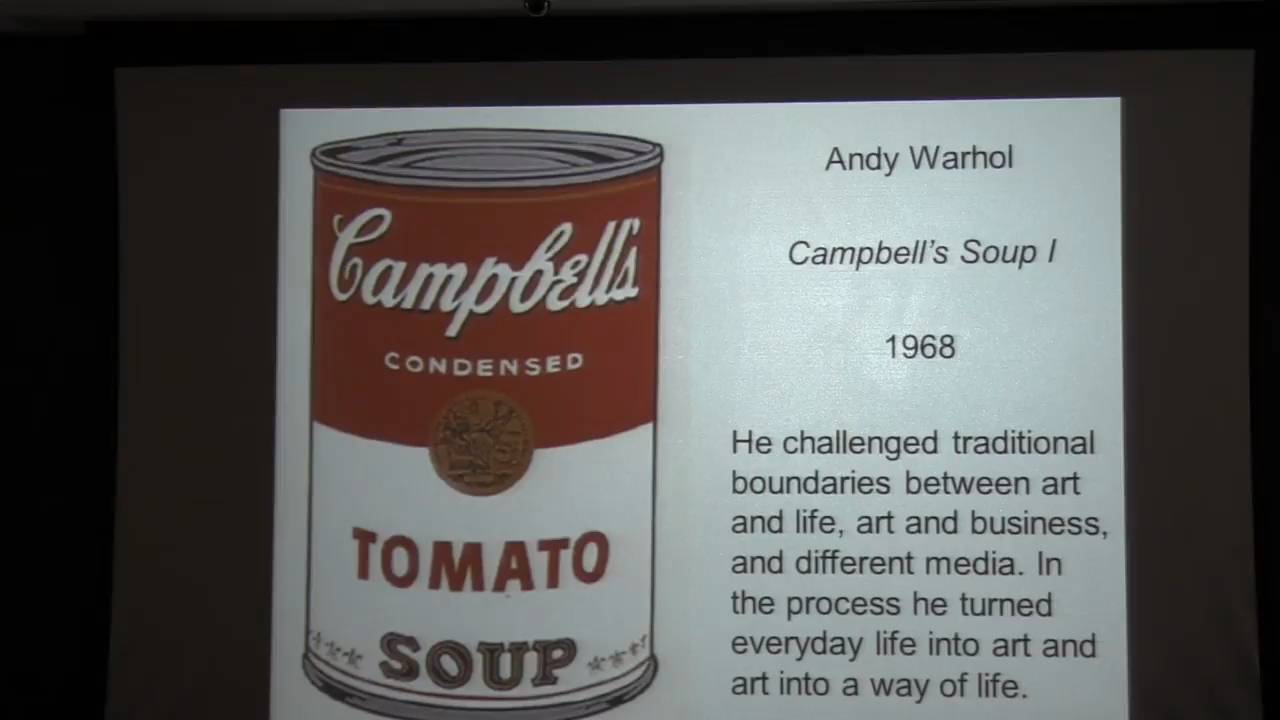 Campbell's
CONDENSED
TOMATO
SOUP
Andy Warhol
Campbell's Soup I
1968
He challenged traditional
boundaries between art
and life, art and business,
and different media. In
the process he turned
everyday life into art and
art into a way of life.